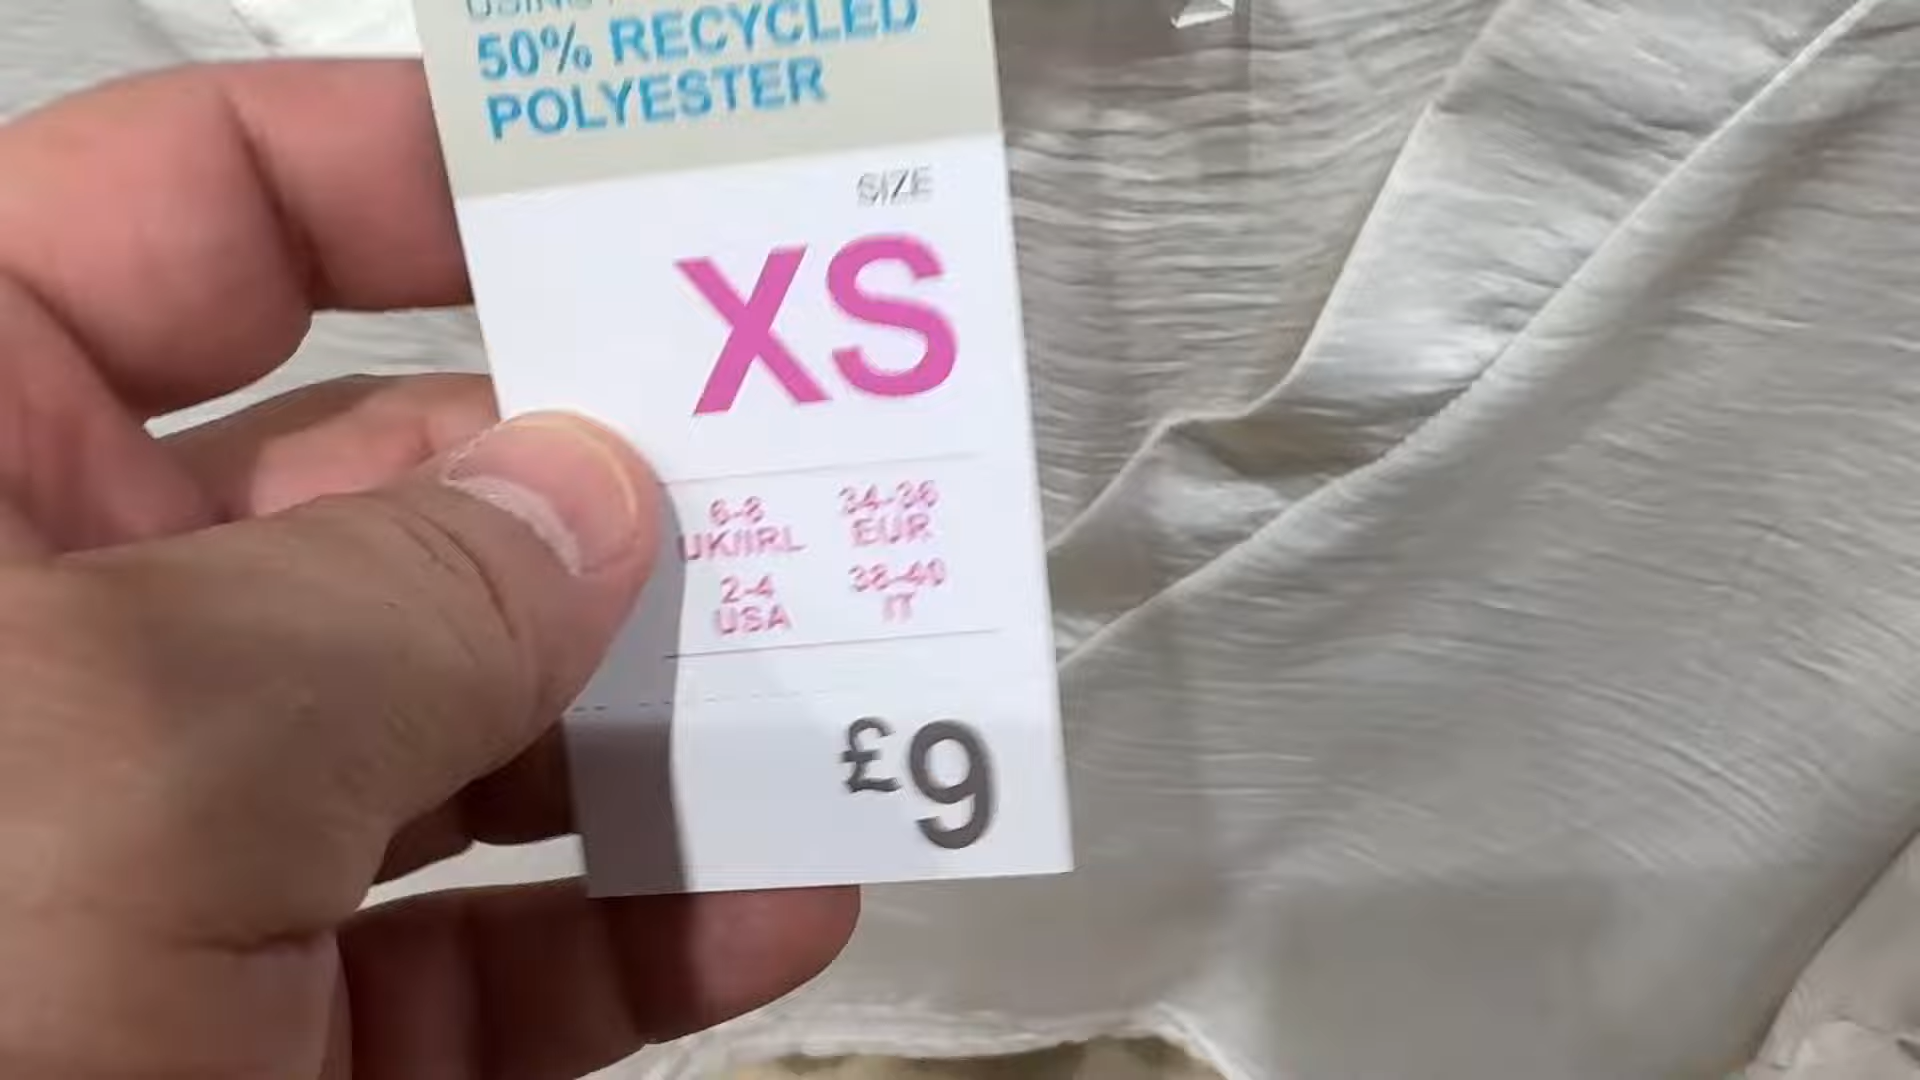 USING
50% RECYCLED
POLYESTER
SIZE
XS
6-8 34-36
UK/IRL EUR
2-4 38-40
USA IT
£9